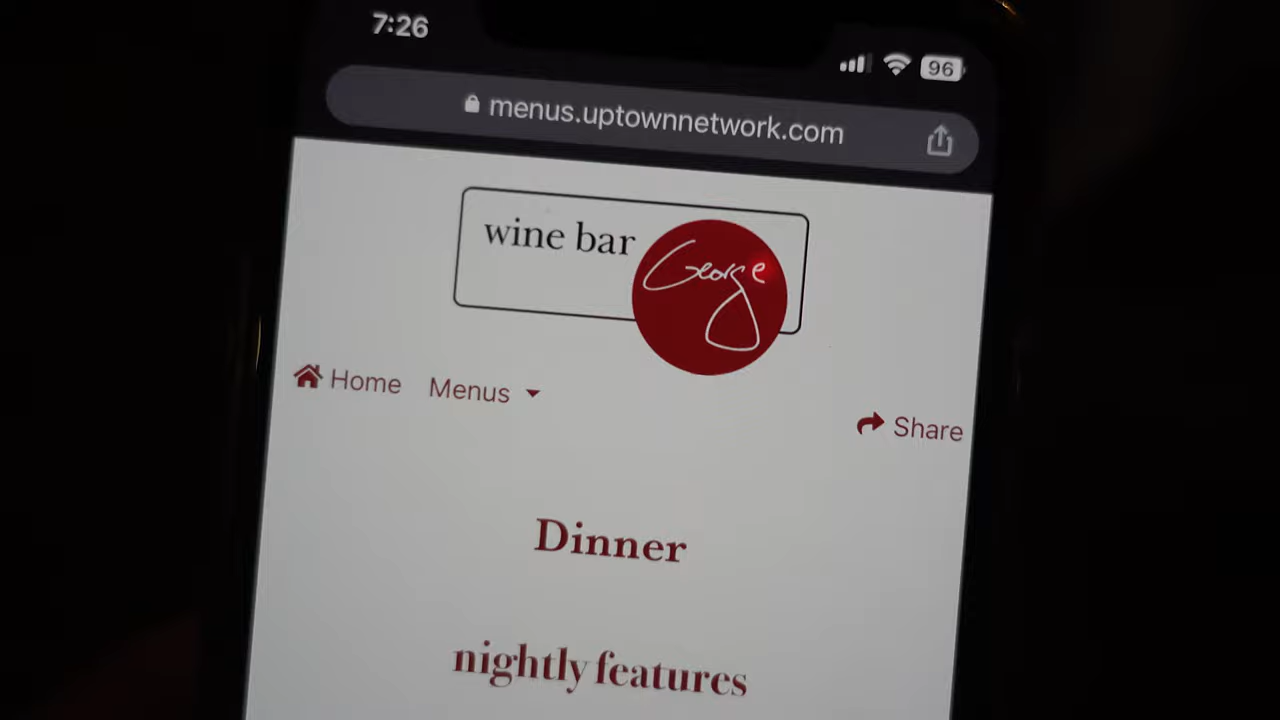 7:26
96
menus.uptownnetwork.com
wine bar
George
Home Menus
Share
Dinner
nightly features